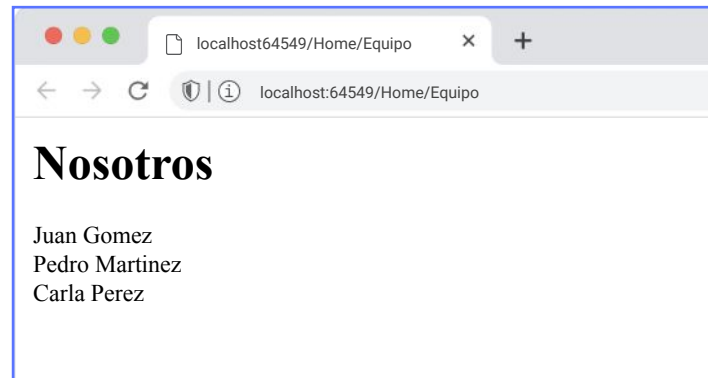 localhost64549/Home/Equipo
localhost:64549/Home/Equipo
Nosotros
Juan Gomez
Pedro Martinez
Carla Perez